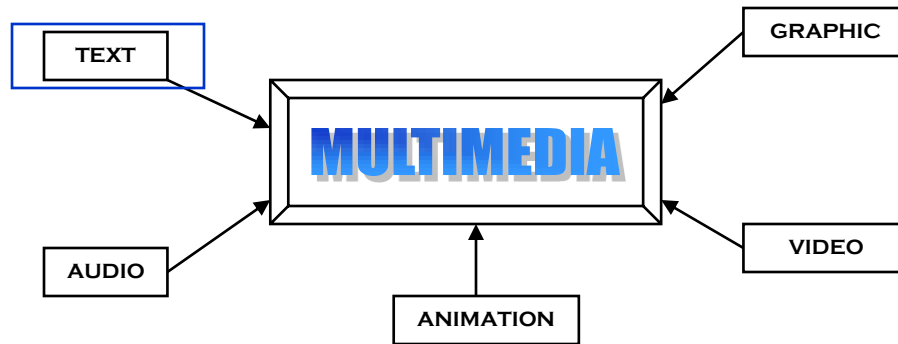 TEXT
GRAPHIC
MULTIMEDIA
AUDIO
VIDEO
ANIMATION